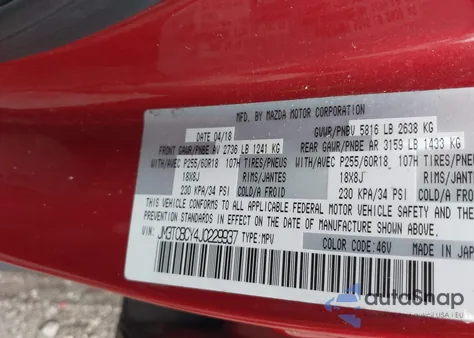 MFD. BY MAZDA MOTOR CORPORATION
DATE 04/18 GVWR/PNBV 5816 LB 2638 KG
FRONT GAWR/PNBE AV 2736 LB 1241 KG REAR GAWR/PNBE AR 3159 LB 1433 KG
WITH/AVEC P255/60R18 107H TIRES/PNEUS WITH/AVEC P255/60R18 107H TIRES/PNEUS
18X8J RIMS/JANTES 18X8J RIMS/JANTES
230 KPA/34 PSI COLD/A FROID 230 KPA/34 PSI COLD/A FROID
THIS VEHICLE CONFORMS TO ALL APPLICABLE FEDERAL MOTOR VEHICLE SAFETY AND THEFT
PREVENTION STANDARDS IN EFFECT ON THE DATE OF MANUFACTURE SHOWN ABOVE.
VIN: JM3TCBCY4J0229937 TYPE: MPV
COLOR CODE: 46V MADE IN JAP
autoSnap
USA i EU